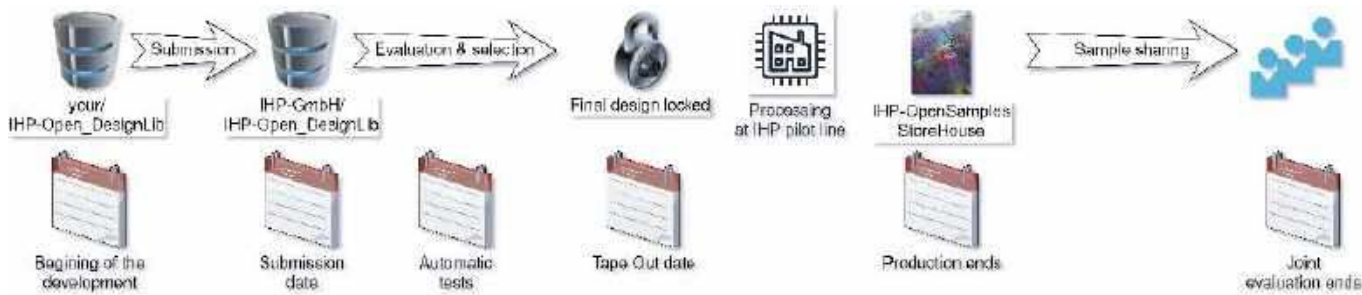 Submission
Evaluation & selection
Sample sharing
your/
IHP-Open_DesignLib
IHP-GmbH/
IHP-Open_DesignLib
Final design locked
Processing
at IHP pilot line
IHP-OpenSamples
StoreHouse
Begining of the
development
Submission
date
Automatic
tests
Tape Out date
Production ends
Joint
evaluation ends